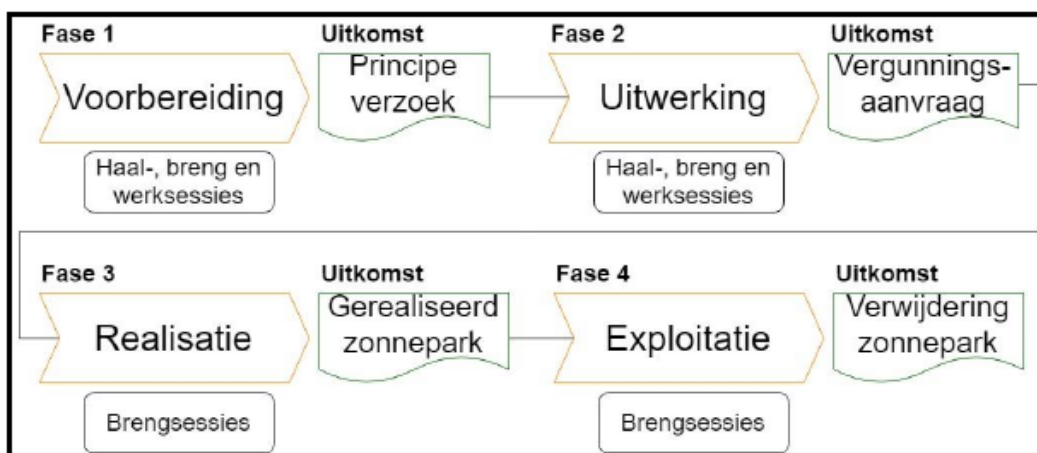 Fase 1
Uitkomst
Fase 2
Uitkomst
Voorbereiding
Principe
verzoek
Uitwerking
Vergunnings-
aanvraag
Haal-, breng en
werksessies
Haal-, breng en
werksessies
Fase 3
Uitkomst
Fase 4
Uitkomst
Realisatie
Gerealiseerd
zonnepark
Exploitatie
Verwijdering
zonnepark
Brengsessies
Brengsessies